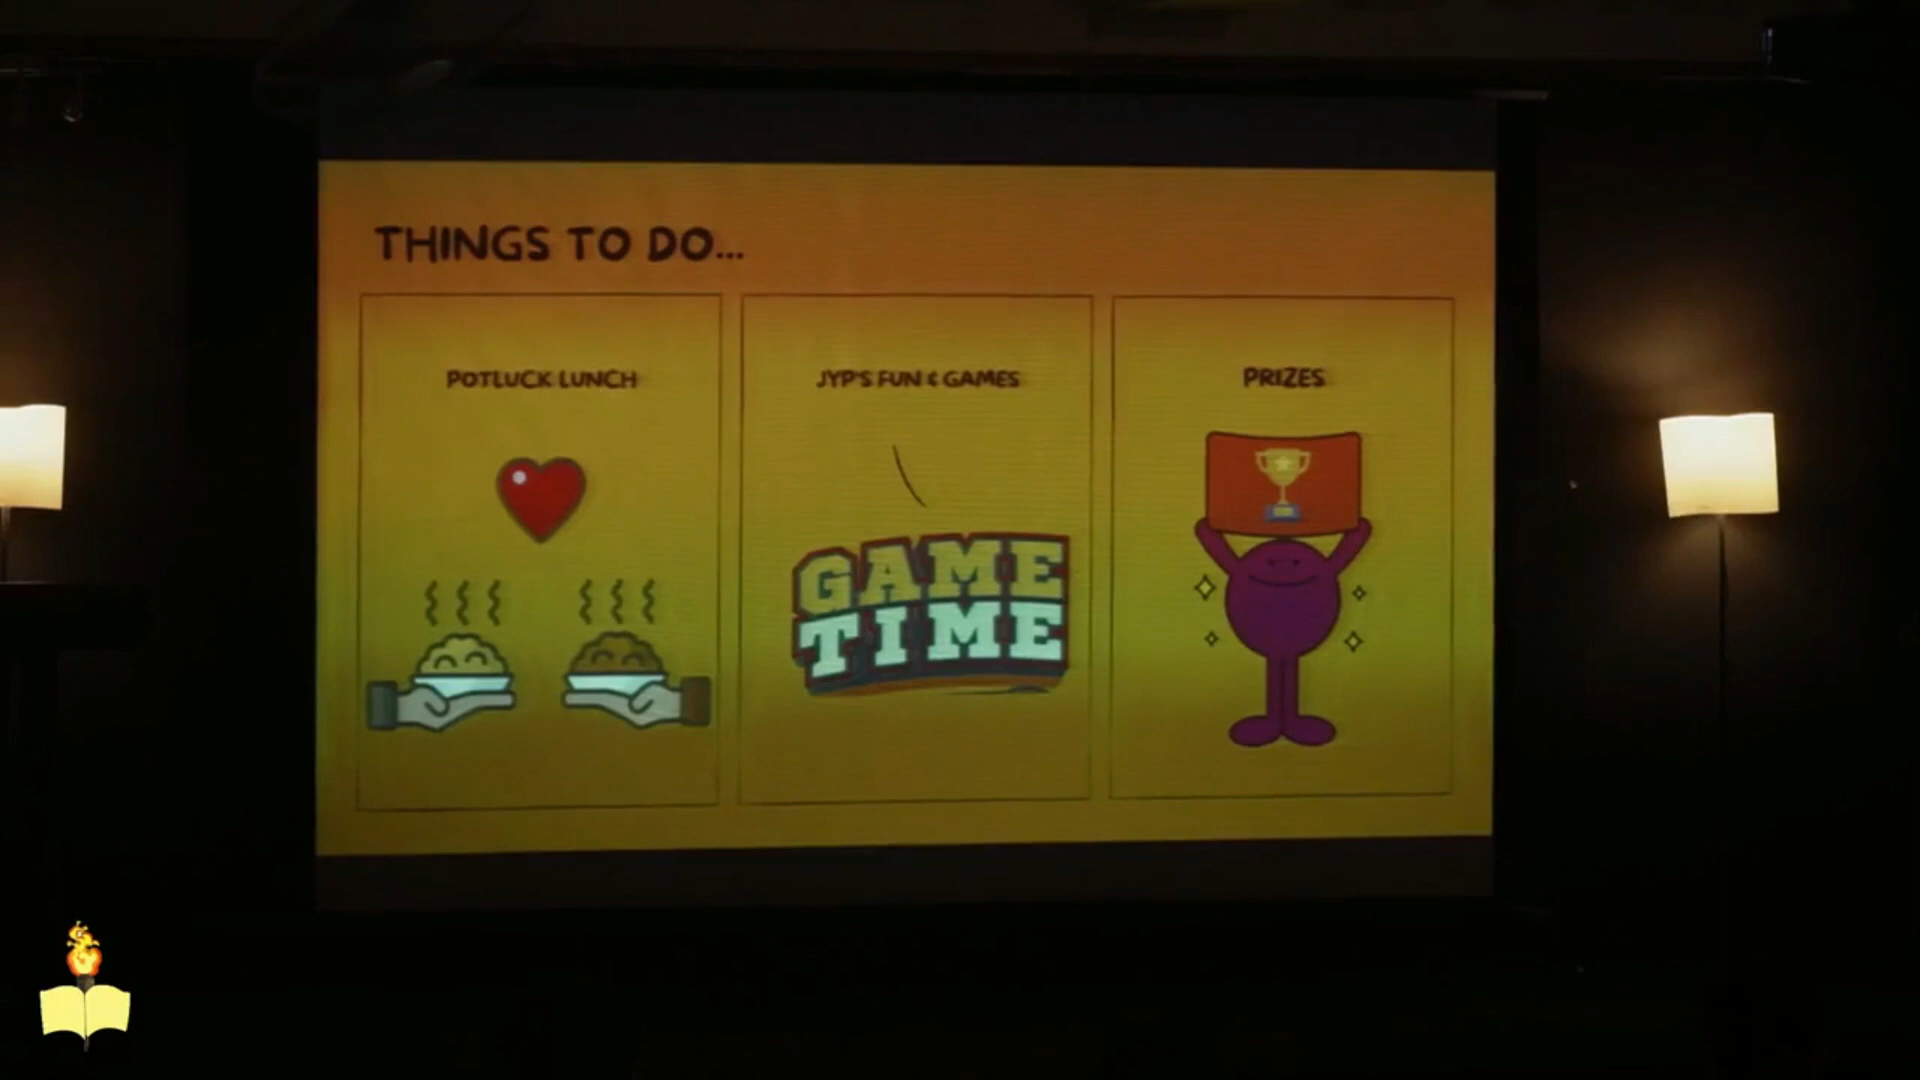 THINGS TO DO...
POTLUCK LUNCH
JYP'S FUN & GAMES
PRIZES
GAME
TIME